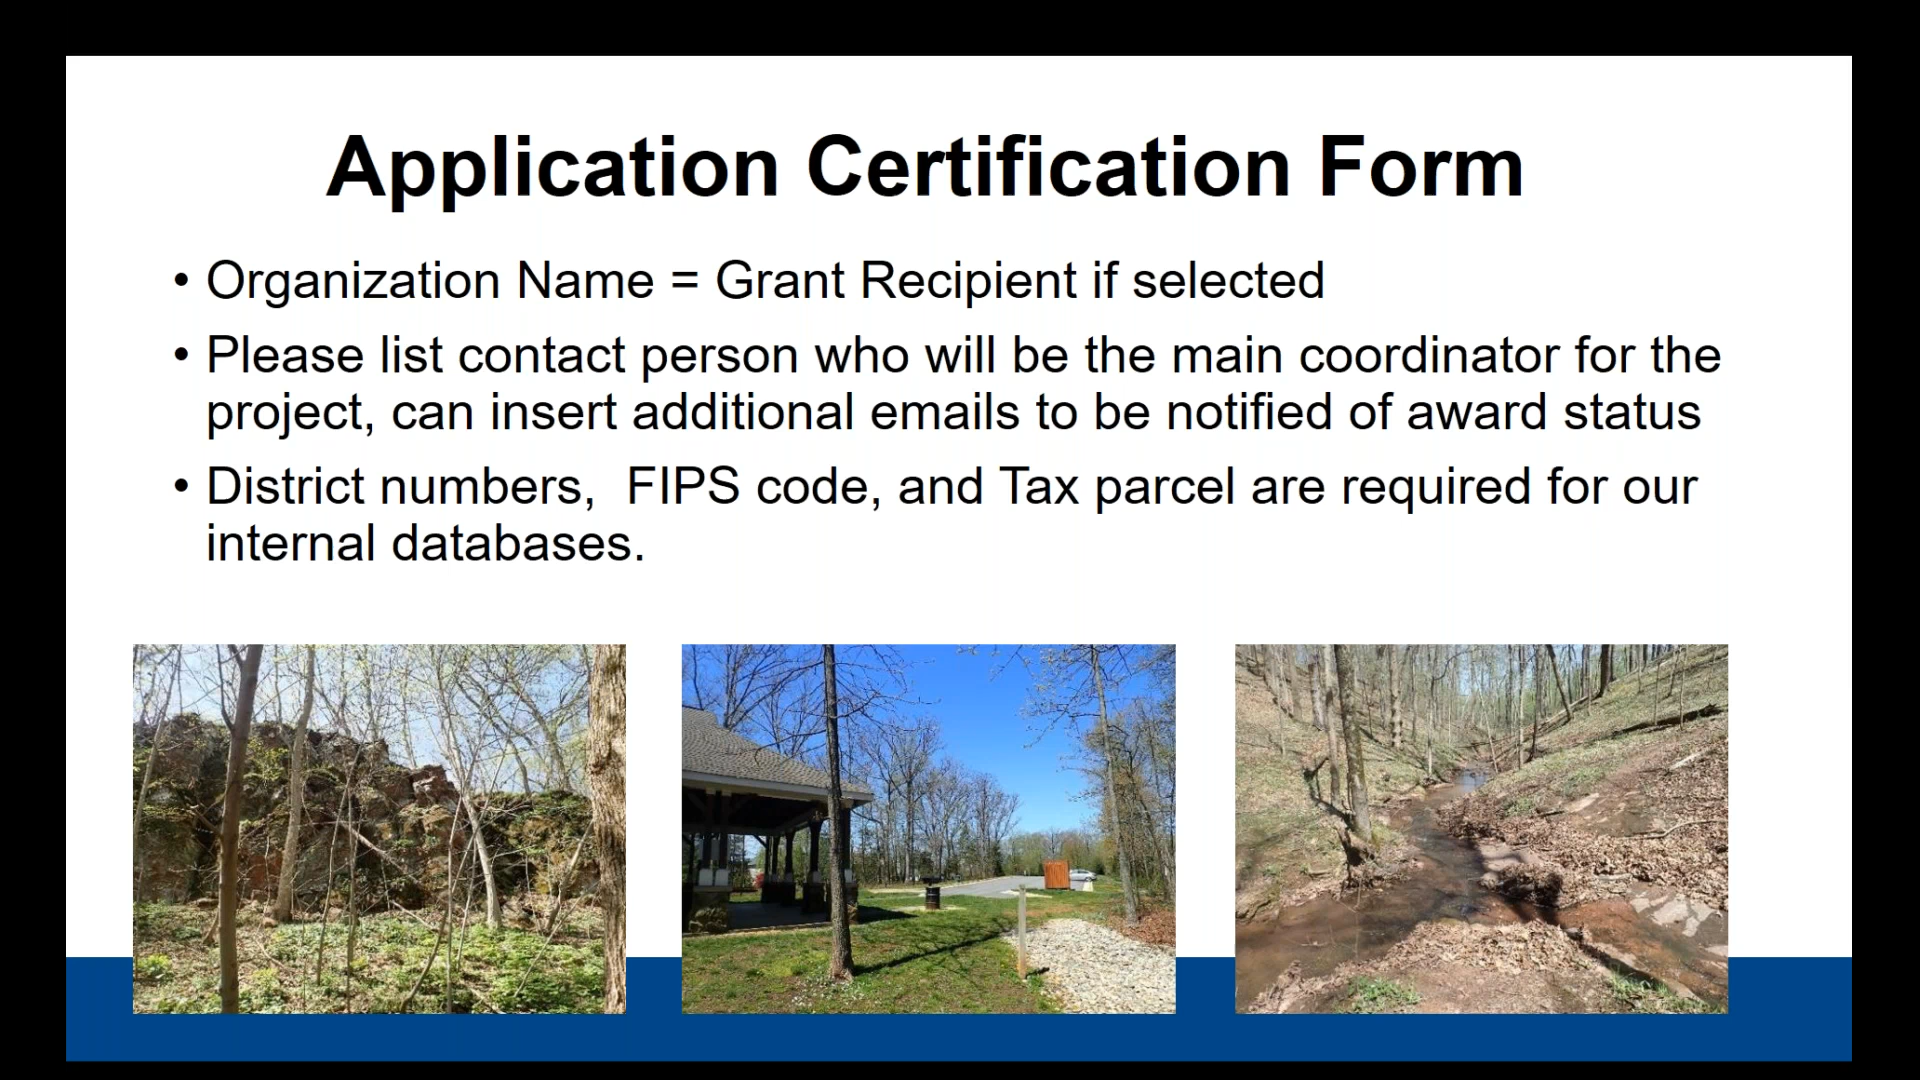 Application Certification Form
• Organization Name = Grant Recipient if selected
• Please list contact person who will be the main coordinator for the
project, can insert additional emails to be notified of award status
• District numbers,  FIPS code, and Tax parcel are required for our
internal databases.